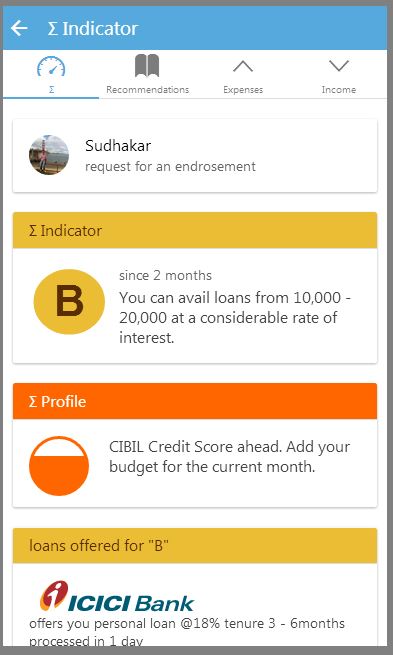 Σ Indicator
Σ
Recommendations
Expenses
Income
Sudhakar
request for an endrosement
Σ Indicator
B
since 2 months
You can avail loans from 10,000 -
20,000 at a considerable rate of
interest.
Σ Profile
CIBIL Credit Score ahead. Add your
budget for the current month.
loans offered for "B"
ICICI Bank
offers you personal loan @18% tenure 3 - 6months
processed in 1 day